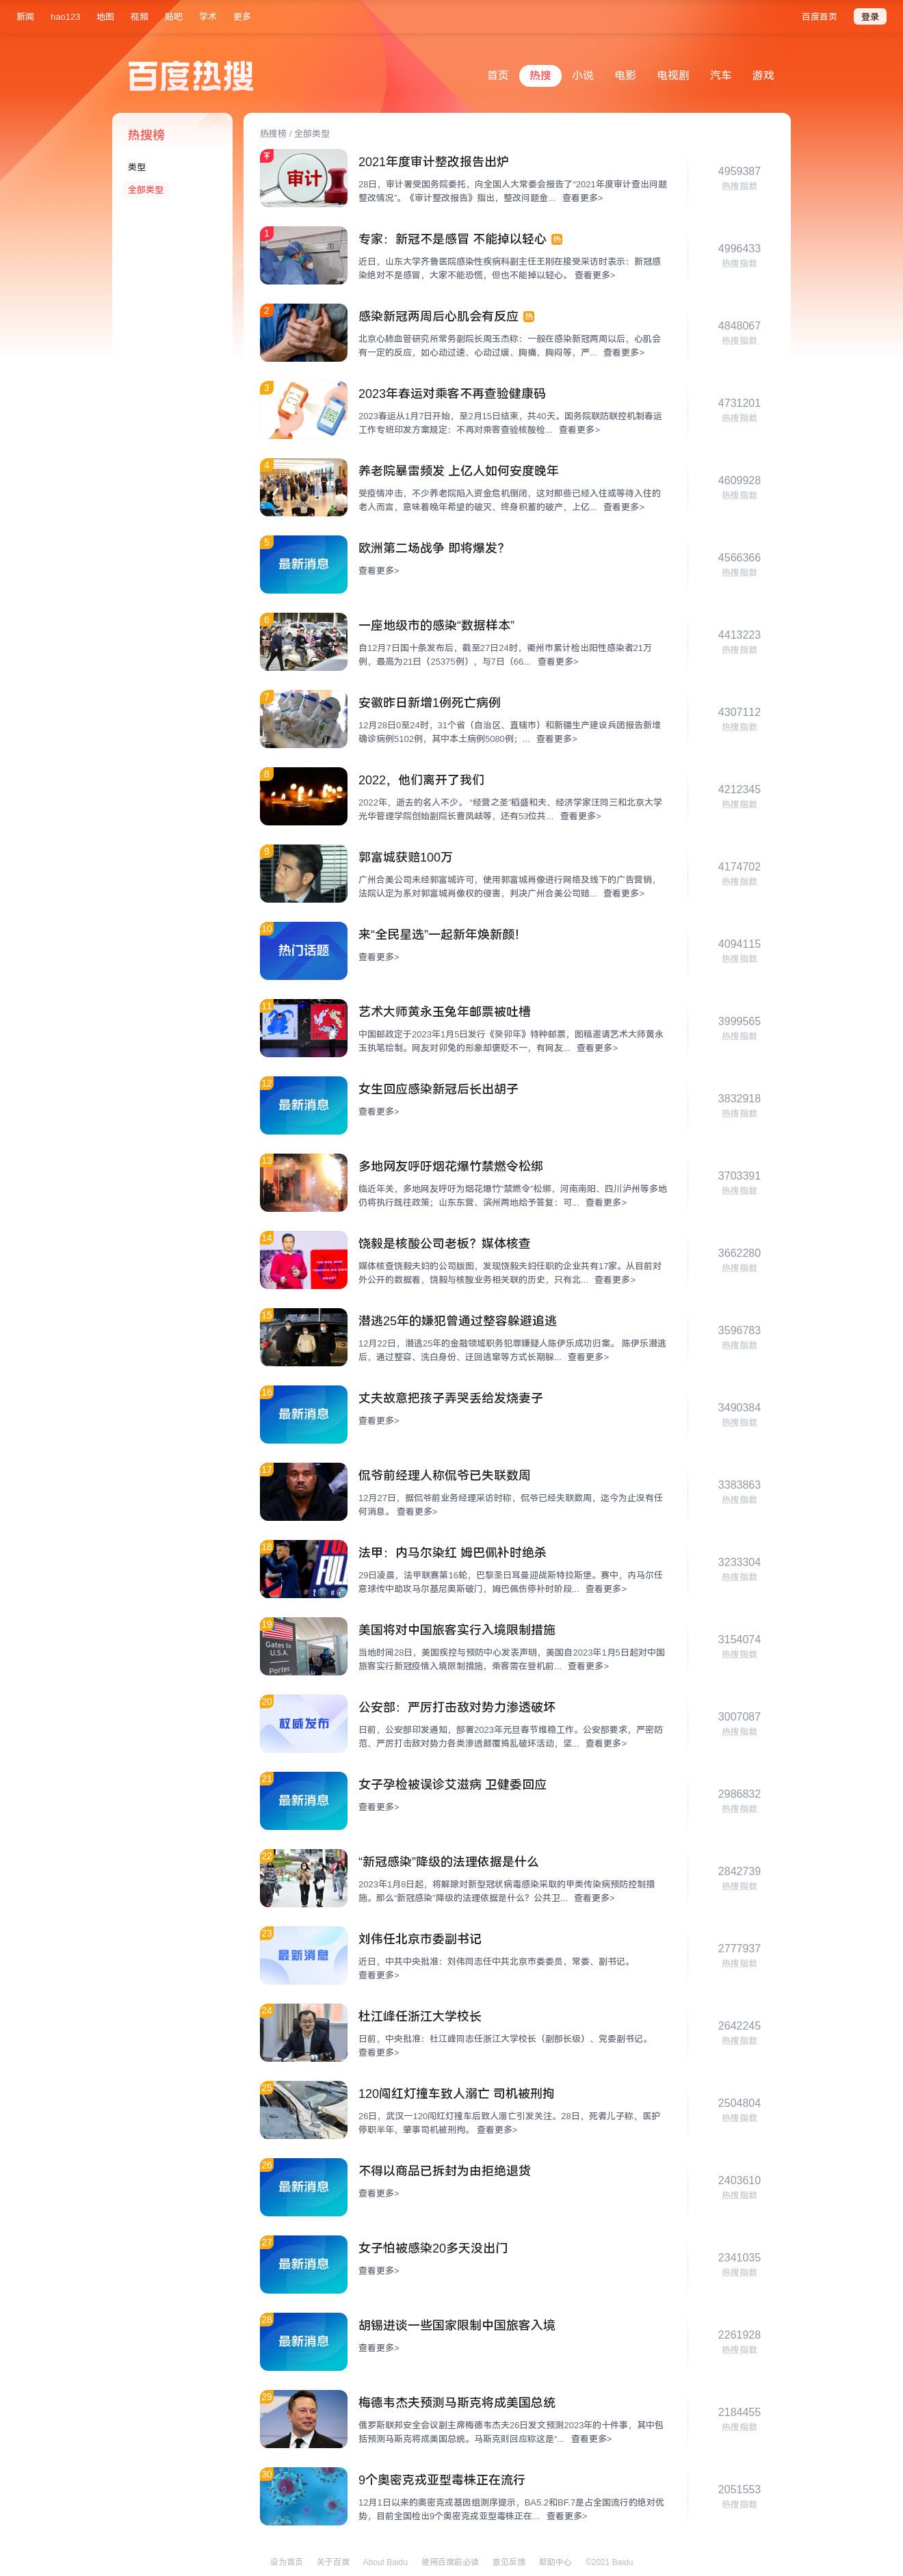 新闻 hao123 地图 视频 贴吧 学术 更多 百度首页 登录
百度热搜
首页 热搜 小说 电影 电视剧 汽车 游戏
热搜榜
类型
全部类型
热搜榜 / 全部类型
审计
2021年度审计整改报告出炉
28日，审计署受国务院委托，向全国人大常委会报告了“2021年度审计查出问题
整改情况”。《审计整改报告》指出，整改问题金... 查看更多>
4959387
热搜指数
1
专家：新冠不是感冒 不能掉以轻心 热
近日，山东大学齐鲁医院感染性疾病科副主任王刚在接受采访时表示：新冠感
染绝对不是感冒，大家不能恐慌，但也不能掉以轻心。 查看更多>
4996433
热搜指数
2
感染新冠两周后心肌会有反应 热
北京心肺血管研究所常务副院长周玉杰称：一般在感染新冠两周以后，心肌会
有一定的反应，如心动过速、心动过缓、胸痛、胸闷等，严... 查看更多>
4848067
热搜指数
3
2023年春运对乘客不再查验健康码
2023春运从1月7日开始，至2月15日结束，共40天。国务院联防联控机制春运
工作专班印发方案规定：不再对乘客查验核酸检... 查看更多>
4731201
热搜指数
4
养老院暴雷频发 上亿人如何安度晚年
受疫情冲击，不少养老院陷入资金危机倒闭，这对那些已经入住或等待入住的
老人而言，意味着晚年希望的破灭、终身积蓄的破产，上亿... 查看更多>
4609928
热搜指数
5
最新消息
欧洲第二场战争 即将爆发？
查看更多>
4566366
热搜指数
6
一座地级市的感染“数据样本”
自12月7日国十条发布后，截至27日24时，衢州市累计检出阳性感染者21万
例，最高为21日（25375例），与7日（66... 查看更多>
4413223
热搜指数
7
安徽昨日新增1例死亡病例
12月28日0至24时，31个省（自治区、直辖市）和新疆生产建设兵团报告新增
确诊病例5102例，其中本土病例5080例；... 查看更多>
4307112
热搜指数
8
2022，他们离开了我们
2022年，逝去的名人不少。 “经营之圣”稻盛和夫、经济学家汪同三和北京大学
光华管理学院创始副院长曹凤岐等，还有53位共... 查看更多>
4212345
热搜指数
9
郭富城获赔100万
广州合美公司未经郭富城许可，使用郭富城肖像进行网络及线下的广告营销，
法院认定为系对郭富城肖像权的侵害，判决广州合美公司赔... 查看更多>
4174702
热搜指数
10
热门话题
来“全民星选”一起新年焕新颜！
查看更多>
4094115
热搜指数
11
艺术大师黄永玉兔年邮票被吐槽
中国邮政定于2023年1月5日发行《癸卯年》特种邮票，图稿邀请艺术大师黄永
玉执笔绘制。网友对卯兔的形象却褒贬不一，有网友... 查看更多>
3999565
热搜指数
12
最新消息
女生回应感染新冠后长出胡子
查看更多>
3832918
热搜指数
13
多地网友呼吁烟花爆竹禁燃令松绑
临近年关，多地网友呼吁为烟花爆竹“禁燃令”松绑，河南南阳、四川泸州等多地
仍将执行既往政策；山东东营、滨州两地给予答复：可... 查看更多>
3703391
热搜指数
14
饶毅是核酸公司老板？媒体核查
媒体核查饶毅夫妇的公司版图，发现饶毅夫妇任职的企业共有17家。从目前对
外公开的数据看，饶毅与核酸业务相关联的历史，只有北... 查看更多>
3662280
热搜指数
15
潜逃25年的嫌犯曾通过整容躲避追逃
12月22日，潜逃25年的金融领域职务犯罪嫌疑人陈伊乐成功归案。 陈伊乐潜逃
后，通过整容、洗白身份、迂回逃窜等方式长期躲... 查看更多>
3596783
热搜指数
16
最新消息
丈夫故意把孩子弄哭丢给发烧妻子
查看更多>
3490384
热搜指数
17
侃爷前经理人称侃爷已失联数周
12月27日，据侃爷前业务经理采访时称，侃爷已经失联数周，迄今为止没有任
何消息。 查看更多>
3383863
热搜指数
18
FUL
法甲：内马尔染红 姆巴佩补时绝杀
29日凌晨，法甲联赛第16轮，巴黎圣日耳曼迎战斯特拉斯堡。赛中，内马尔任
意球传中助攻马尔基尼奥斯破门，姆巴佩伤停补时阶段... 查看更多>
3233304
热搜指数
19
Gates to
U.S.A.
Portes
美国将对中国旅客实行入境限制措施
当地时间28日，美国疾控与预防中心发表声明，美国自2023年1月5日起对中国
旅客实行新冠疫情入境限制措施，乘客需在登机前... 查看更多>
3154074
热搜指数
20
权威发布
公安部：严厉打击敌对势力渗透破坏
日前，公安部印发通知，部署2023年元旦春节维稳工作。公安部要求，严密防
范、严厉打击敌对势力各类渗透颠覆捣乱破坏活动，坚... 查看更多>
3007087
热搜指数
21
最新消息
女子孕检被误诊艾滋病 卫健委回应
查看更多>
2986832
热搜指数
22
“新冠感染”降级的法理依据是什么
2023年1月8日起，将解除对新型冠状病毒感染采取的甲类传染病预防控制措
施。那么“新冠感染”降级的法理依据是什么？公共卫... 查看更多>
2842739
热搜指数
23
最新消息
刘伟任北京市委副书记
近日，中共中央批准：刘伟同志任中共北京市委委员、常委、副书记。
查看更多>
2777937
热搜指数
24
杜江峰任浙江大学校长
日前，中央批准：杜江峰同志任浙江大学校长（副部长级）、党委副书记。
查看更多>
2642245
热搜指数
25
120闯红灯撞车致人溺亡 司机被刑拘
26日，武汉一120闯红灯撞车后致人溺亡引发关注。28日，死者儿子称，医护
停职半年，肇事司机被刑拘。 查看更多>
2504804
热搜指数
26
最新消息
不得以商品已拆封为由拒绝退货
查看更多>
2403610
热搜指数
27
最新消息
女子怕被感染20多天没出门
查看更多>
2341035
热搜指数
28
最新消息
胡锡进谈一些国家限制中国旅客入境
查看更多>
2261928
热搜指数
29
梅德韦杰夫预测马斯克将成美国总统
俄罗斯联邦安全会议副主席梅德韦杰夫26日发文预测2023年的十件事，其中包
括预测马斯克将成美国总统。马斯克则回应称这是“... 查看更多>
2184455
热搜指数
30
9个奥密克戎亚型毒株正在流行
12月1日以来的奥密克戎基因组测序提示，BA5.2和BF.7是占全国流行的绝对优
势，目前全国检出9个奥密克戎亚型毒株正在... 查看更多>
2051553
热搜指数
设为首页 关于百度 About Baidu 使用百度前必读 意见反馈 帮助中心 ©2021 Baidu